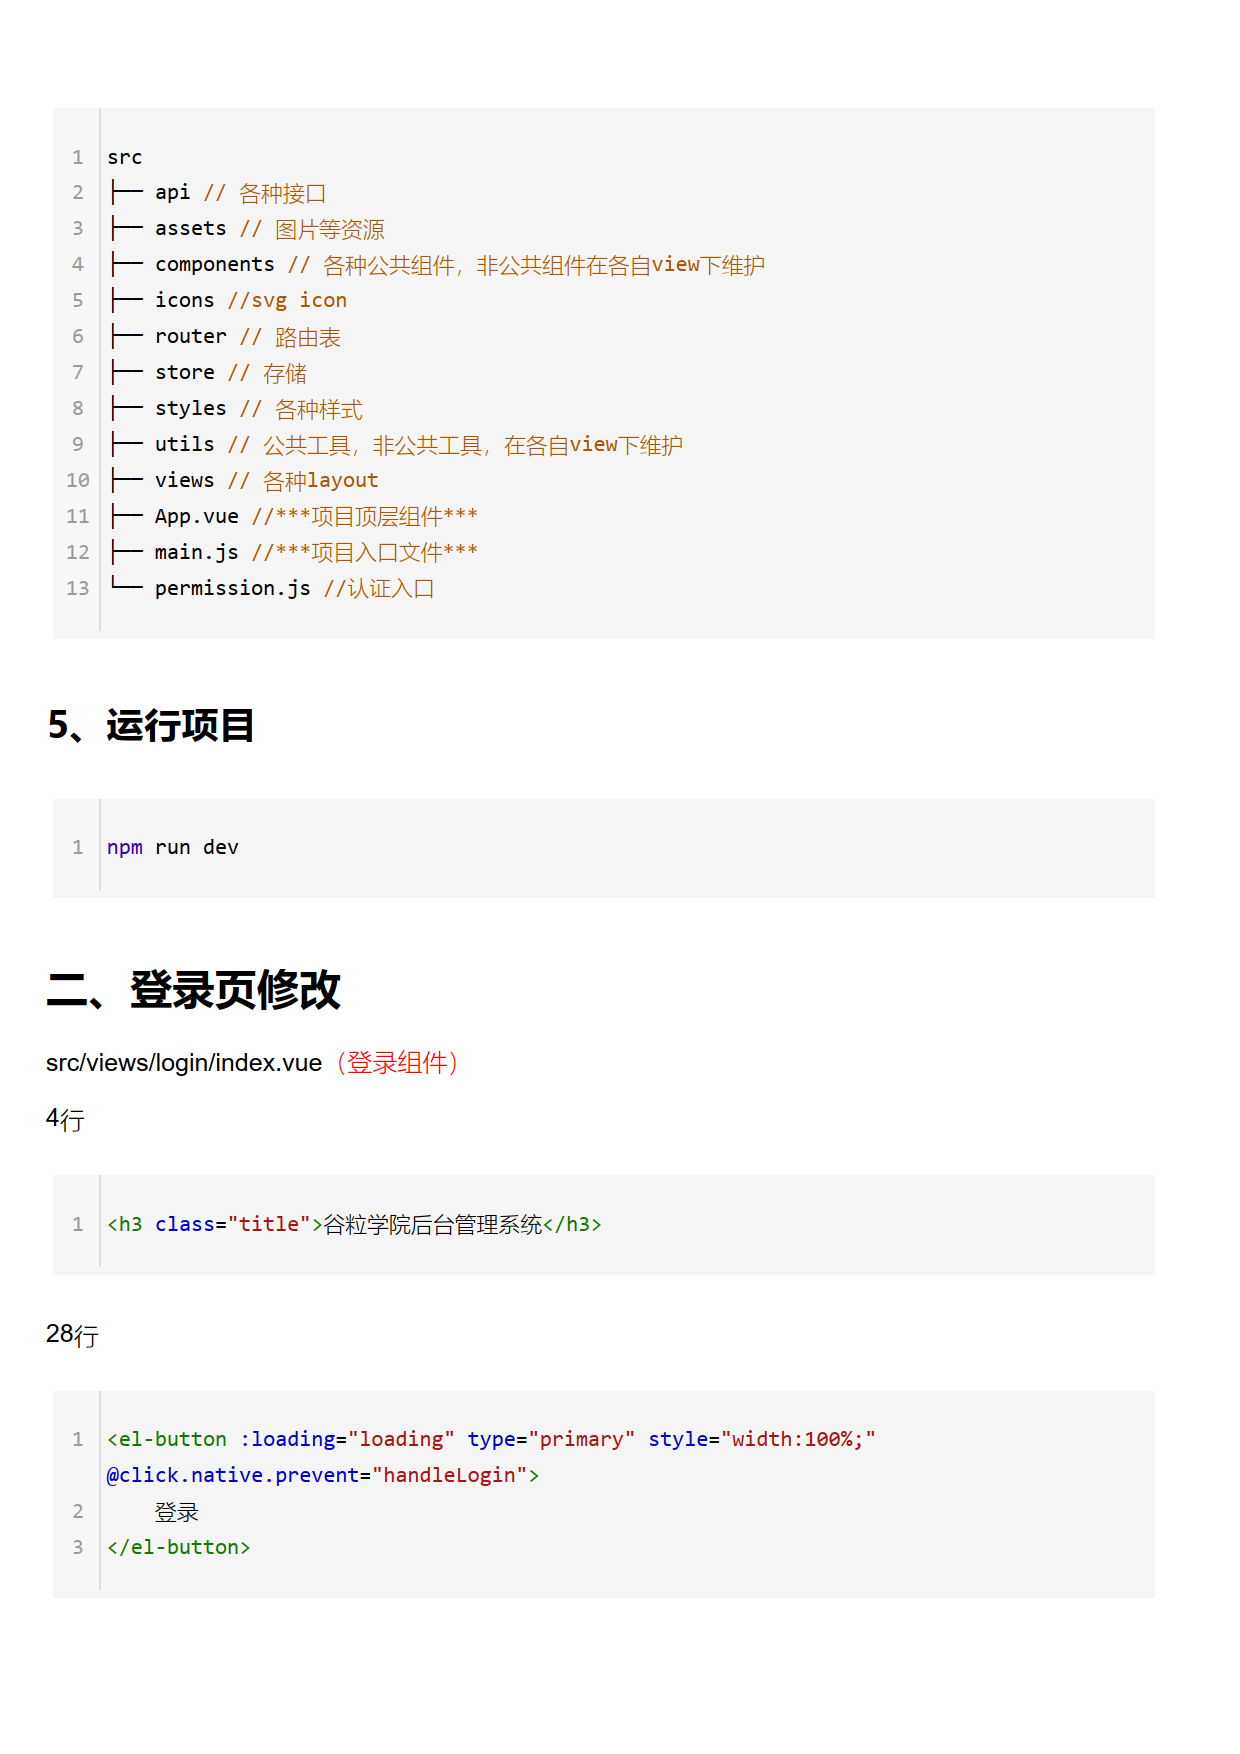 1 src
2 ├── api // 各种接口
3 ├── assets // 图片等资源
4 ├── components // 各种公共组件，非公共组件在各自view下维护
5 ├── icons //svg icon
6 ├── router // 路由表
7 ├── store // 存储
8 ├── styles // 各种样式
9 ├── utils // 公共工具，非公共工具，在各自view下维护
10 ├── views // 各种layout
11 ├── App.vue //***项目顶层组件***
12 ├── main.js //***项目入口文件***
13 └── permission.js //认证入口
5、运行项目
1 npm run dev
二、登录页修改
src/views/login/index.vue（登录组件）
4行
1 <h3 class="title">谷粒学院后台管理系统</h3>
28行
1 <el-button :loading="loading" type="primary" style="width:100%;"
@click.native.prevent="handleLogin">
2     登录
3 </el-button>